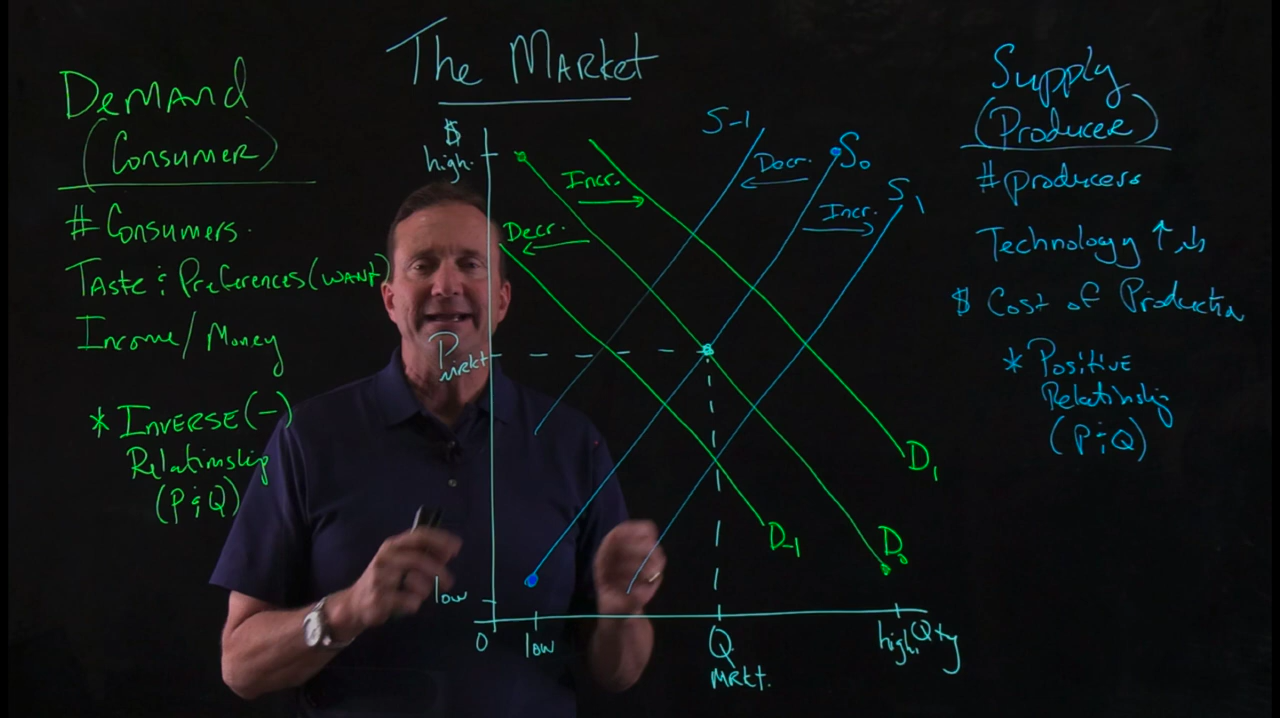 The Market
Demand
(Consumer)
# Consumers.
Taste & Preferences (want)
Income/Money
* Inverse (-)
Relationship
(P & Q)
$
high.
Pmrkt
low
0
low
Q
mrkt.
high
Qty
Decr.
Incr.
S-1
Decr.
S0
Incr.
S1
D1
D-1
D0
Supply
(Producer)
# producers
Technology ↑↓
$ Cost of Production
* Positive
Relationship
(P & Q)